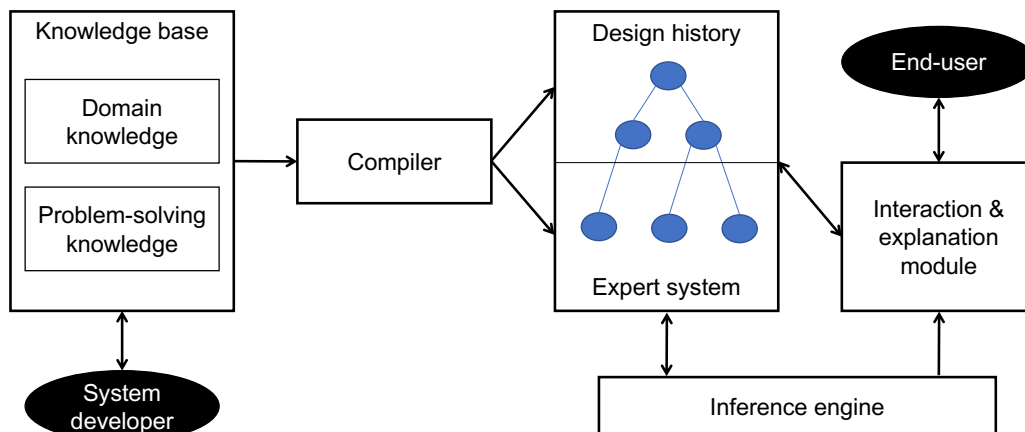 Knowledge base
Domain
knowledge
Problem-solving
knowledge
System
developer
Compiler
Design history
Expert system
End-user
Interaction &
explanation
module
Inference engine